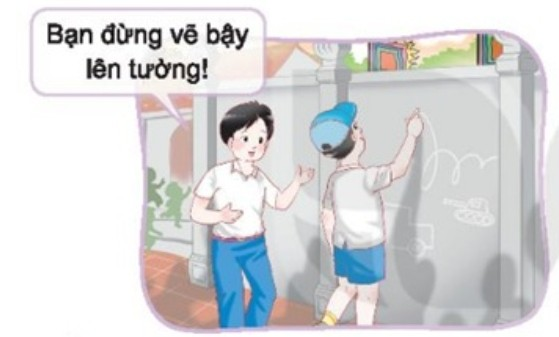 Bạn đừng vẽ bậy
lên tường!